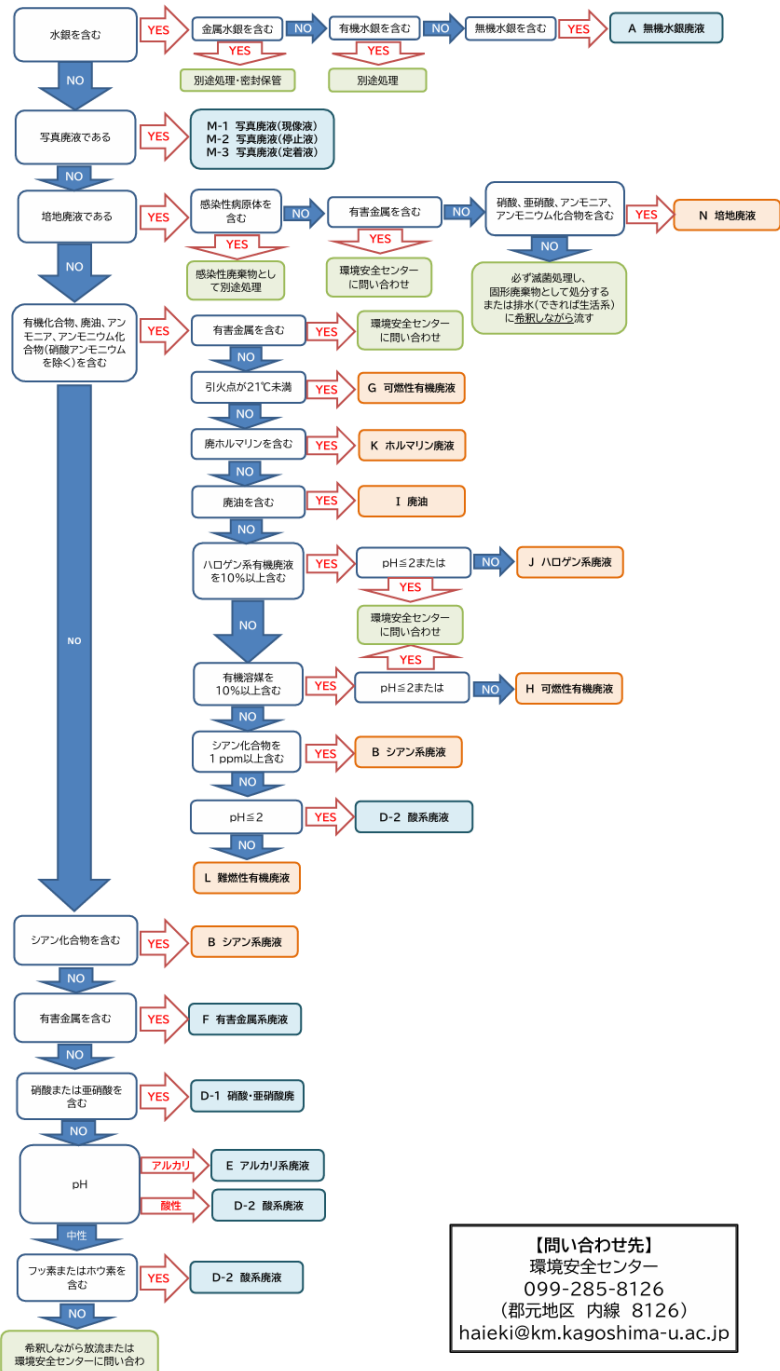 水銀を含む
YES
金属水銀を含む
NO
有機水銀を含む
NO
無機水銀を含む
YES
A 無機水銀廃液
YES
YES
別途処理・密封保管
別途処理
NO
写真廃液である
YES
M-1 写真廃液(現像液)
M-2 写真廃液(停止液)
M-3 写真廃液(定着液)
NO
培地廃液である
YES
感染性病原体を
含む
NO
有害金属を含む
NO
硝酸、亜硝酸、アンモニア、
アンモニウム化合物を含む
YES
N 培地廃液
YES
YES
NO
感染性廃棄物とし
て別途処理
環境安全センター
に問い合わせ
必ず滅菌処理し、
固形廃棄物として処分する
または排水(できれば生活系)
に希釈しながら流す
NO
有機化合物、廃油、アン
モニア、アンモニウム化
合物(硝酸アンモニウム
を除く)を含む
YES
有害金属を含む
YES
環境安全センター
に問い合わせ
NO
引火点が21℃未満
YES
G 可燃性有機廃液
NO
廃ホルマリンを含む
YES
K ホルマリン廃液
NO
廃油を含む
YES
I 廃油
NO
ハロゲン系有機廃液
を10%以上含む
YES
pH≦2または
NO
J ハロゲン系廃液
YES
NO
環境安全センター
に問い合わせ
YES
有機溶媒を
10%以上含む
YES
pH≦2または
NO
H 可燃性有機廃液
NO
シアン化合物を
1 ppm以上含む
YES
B シアン系廃液
NO
pH≦2
YES
D-2 酸系廃液
NO
L 難燃性有機廃液
NO
シアン化合物を含む
YES
B シアン系廃液
NO
有害金属を含む
YES
F 有害金属系廃液
NO
硝酸または亜硝酸を
含む
YES
D-1 硝酸・亜硝酸廃
NO
pH
アルカリ
E アルカリ系廃液
酸性
D-2 酸系廃液
中性
フッ素またはホウ素を
含む
YES
D-2 酸系廃液
NO
希釈しながら放流または
環境安全センターに問い合わ
【問い合わせ先】
環境安全センター
099-285-8126
(郡元地区 内線 8126)
haieki@km.kagoshima-u.ac.jp